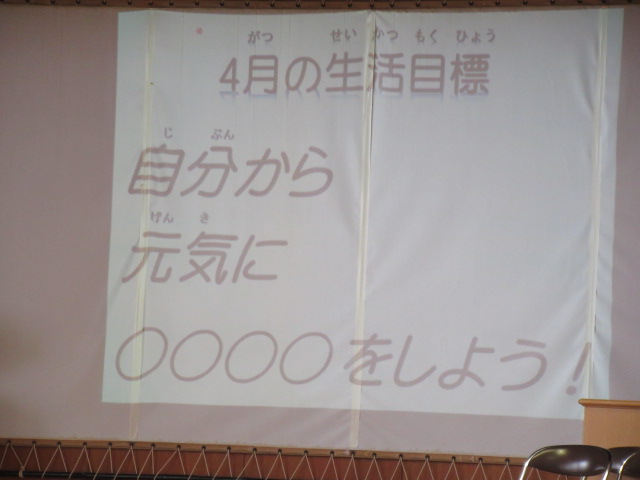 がつ せい かつ もく ひょう
4月の生活目標
じ ぶん
自分から
げん き
元気に
○○○○をしよう!